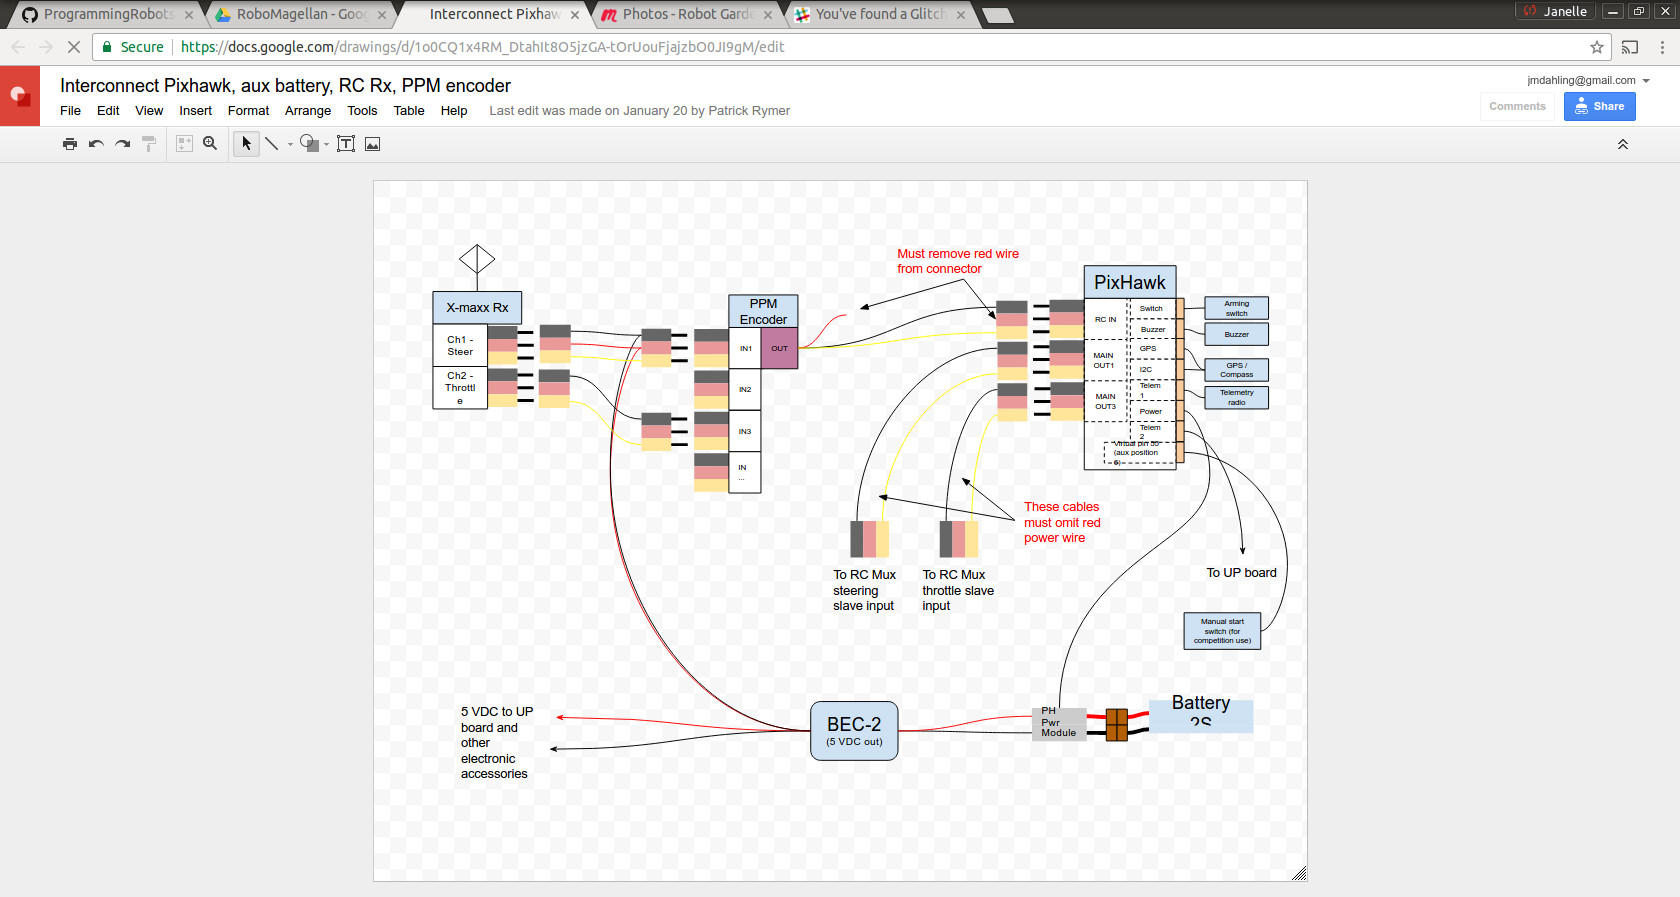 ProgrammingRobots
RoboMagellan - Goog
Interconnect Pixhaw
Photos - Robot Garde
You've found a Glitch
Janelle
Secure
https://docs.google.com/drawings/d/1o0CQ1x4RM_DtahIt8O5jzGA-tOrUouFjajzbO0JI9gM/edit
Interconnect Pixhawk, aux battery, RC Rx, PPM encoder
jmdahling@gmail.com
File Edit View Insert Format Arrange Tools Table Help Last edit was made on January 20 by Patrick Rymer
Comments
Share
Must remove red wire
from connector
X-maxx Rx
Ch1 -
Steer
Ch2 -
Throttl
e
PPM
Encoder
IN1
OUT
IN2
IN3
IN
...
PixHawk
RC IN
MAIN
OUT1
MAIN
OUT3
Switch
Buzzer
GPS
I2C
Telem
1
Power
Telem
2
Virtual pin 55
(aux position
6)
Arming
switch
Buzzer
GPS /
Compass
Telemetry
radio
These cables
must omit red
power wire
To RC Mux
steering
slave input
To RC Mux
throttle slave
input
To UP board
Manual start
switch (for
competition use)
5 VDC to UP
board and
other
electronic
accessories
BEC-2
(5 VDC out)
PH
Pwr
Module
Battery
2S